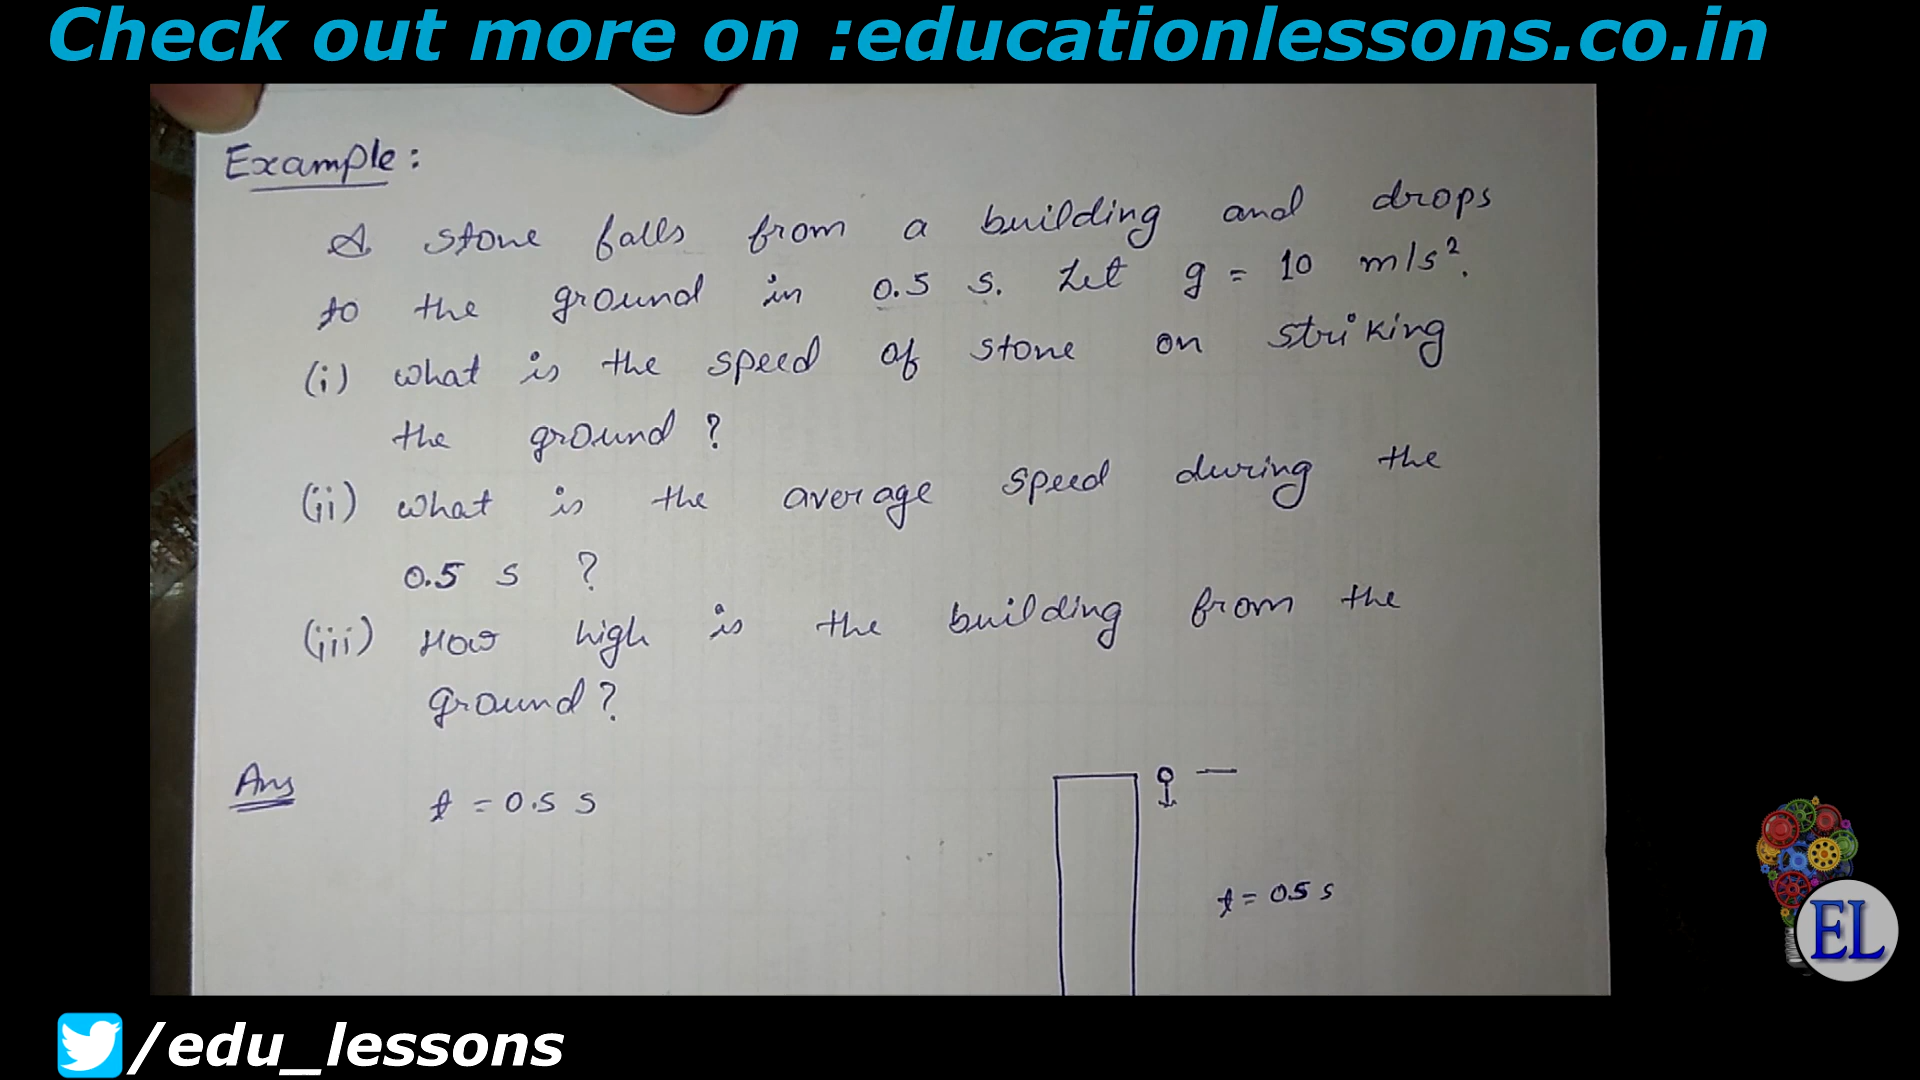 Check out more on :educationlessons.co.in
Example:
A stone falls from a building and drops
to the ground in 0.5 s. Let g = 10 m/s².
(i) what is the speed of stone on striking
the ground?
(ii) what is the average speed during the
0.5 s ?
(iii) How high is the building from the
ground?
Ans
t = 0.5 s
t = 0.5 s
EL
/edu_lessons